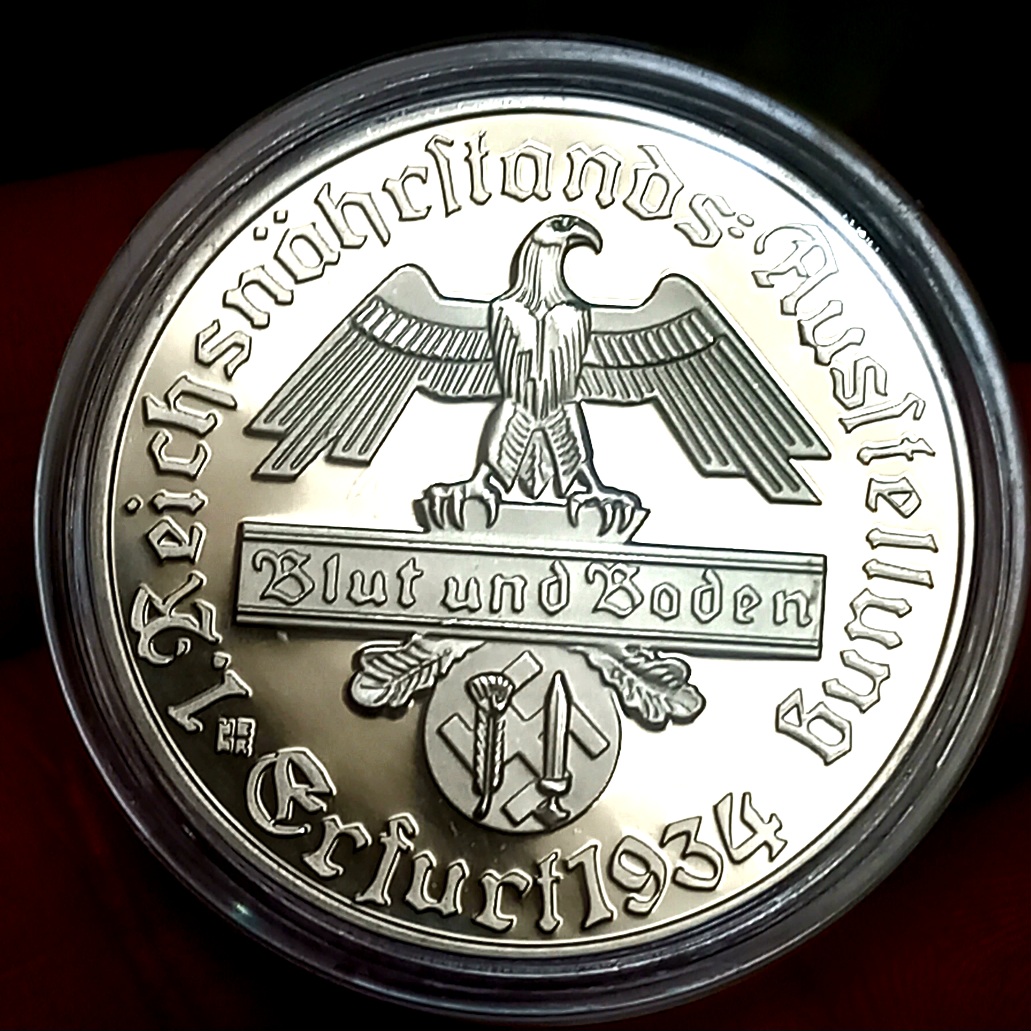 1. Reichsnährstands=Ausstellung
Blut und Boden
Erfurt 1934